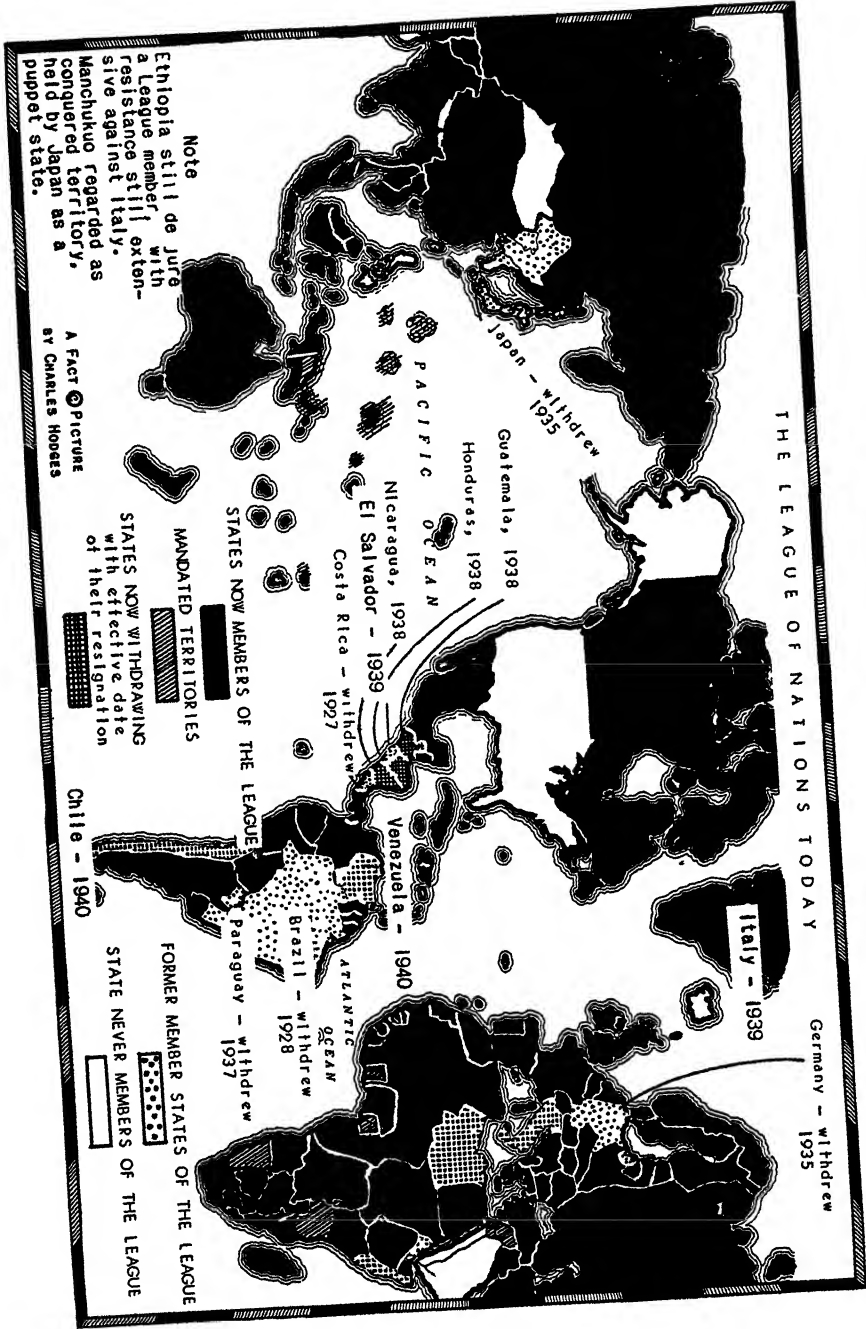 THE LEAGUE OF NATIONS TODAY
Germany — withdrew
1935
Italy — 1939
Japan — withdrew
1935
Guatemala, 1938
Honduras, 1938
PACIFIC OCEAN
Nicaragua, 1938
El Salvador — 1939
Costa Rica — withdrew
1927
Venezuela — 1940
ATLANTIC
OCEAN
Brazil — withdrew
1928
Paraguay — withdrew
1937
Chile — 1940
Note
Ethiopia still de jure
a League member with
resistance still exten-
sive against Italy.
Manchukuo regarded as
conquered territory,
held by Japan as a
puppet state.
A FACT © PICTURE
BY CHARLES HODGES
STATES NOW MEMBERS OF THE LEAGUE
MANDATED TERRITORIES
STATES NOW WITHDRAWING
with effective date
of their resignation
FORMER MEMBER STATES OF THE LEAGUE
STATE NEVER MEMBERS OF THE LEAGUE